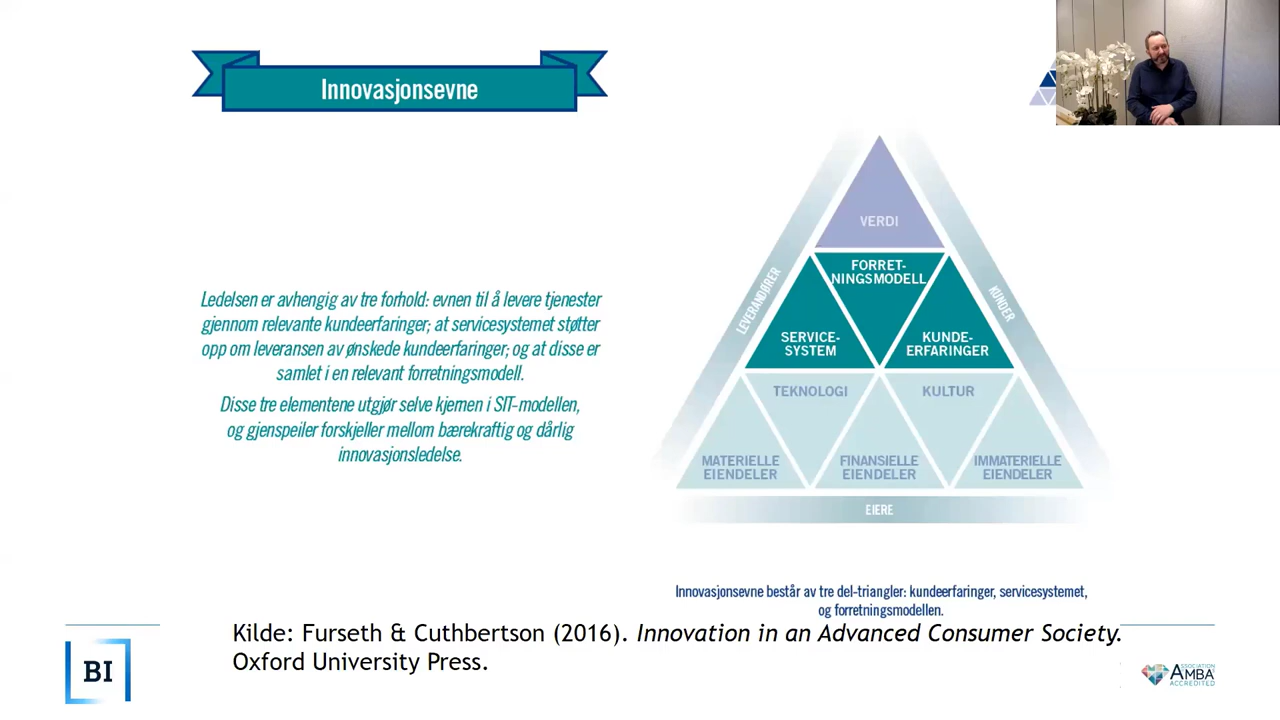 Innovasjonsevne
Ledelsen er avhengig av tre forhold: evnen til å levere tjenester
gjennom relevante kundeerfaringer; at servicesystemet støtter
opp om leveransen av ønskede kundeerfaringer; og at disse er
samlet i en relevant forretningsmodell.
Disse tre elementene utgjør selve kjernen i SIT-modellen,
og gjenspeiler forskjeller mellom bærekraftig og dårlig
innovasjonsledelse.
VERDI
FORRET-
NINGSMODELL
LEVERANDØRER
KUNDER
SERVICE-
SYSTEM
KUNDE-
ERFARINGER
TEKNOLOGI
KULTUR
MATERIELLE
EIENDELER
FINANSIELLE
EIENDELER
IMMATERIELLE
EIENDELER
EIERE
Innovasjonsevne består av tre del-triangler: kundeerfaringer, servicesystemet,
og forretningsmodellen.
Kilde: Furseth & Cuthbertson (2016). Innovation in an Advanced Consumer Society.
Oxford University Press.
BI
ASSOCIATION
AMBA
ACCREDITED